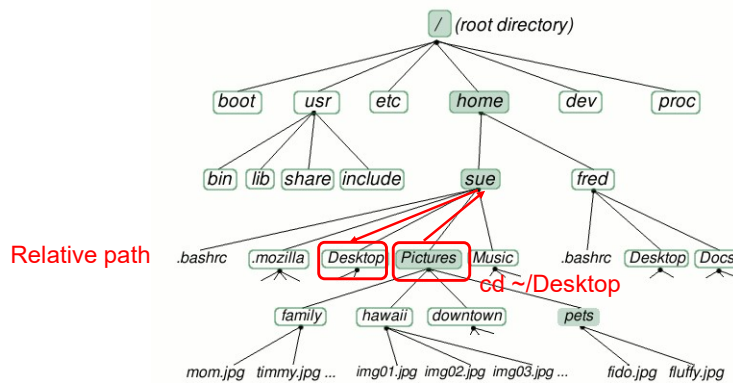 / (root directory)
boot usr etc home dev proc
bin lib share include sue fred
Relative path
.bashrc .mozilla Desktop Pictures Music .bashrc Desktop Docs
cd ~/Desktop
family hawaii downtown pets
mom.jpg timmy.jpg ... img01.jpg img02.jpg img03.jpg ... fido.jpg fluffy.jpg